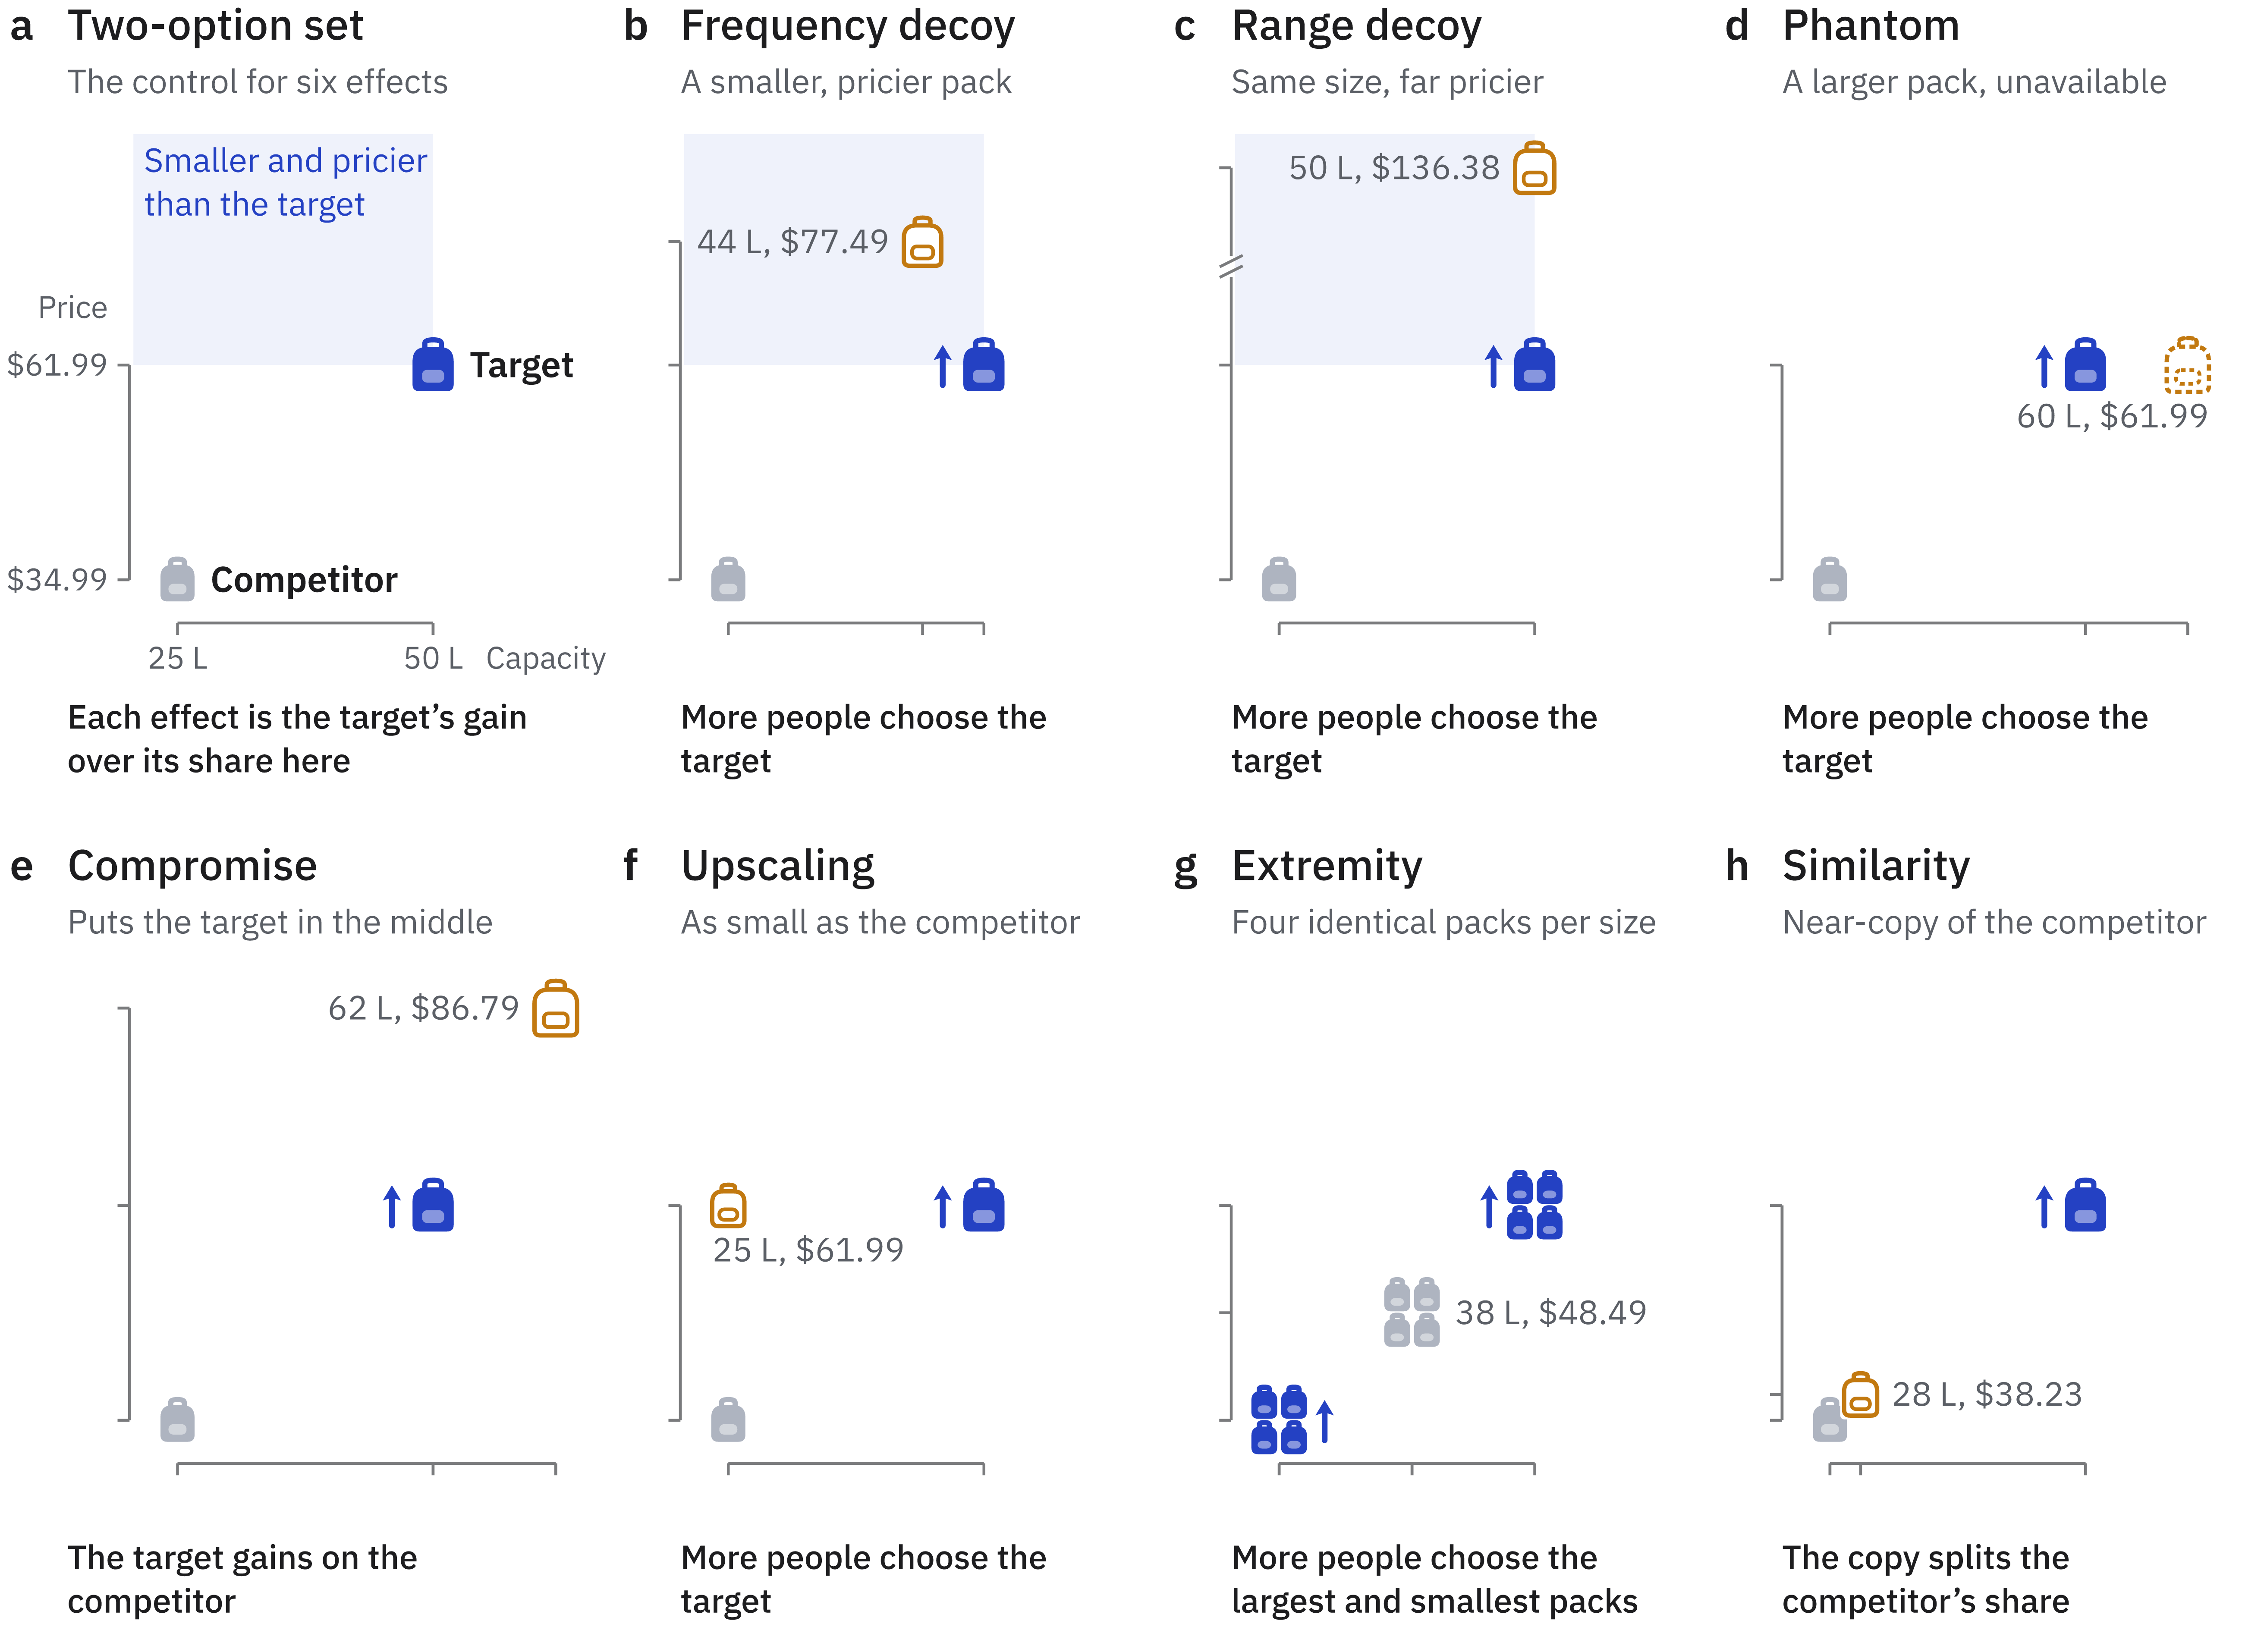 a Two-option set
The control for six effects
Smaller and pricier
than the target
Price
$61.99
Target
$34.99
Competitor
25 L
50 L
Capacity
Each effect is the target’s gain
over its share here
b Frequency decoy
A smaller, pricier pack
44 L, $77.49
More people choose the
target
c Range decoy
Same size, far pricier
50 L, $136.38
More people choose the
target
d Phantom
A larger pack, unavailable
60 L, $61.99
More people choose the
target
e Compromise
Puts the target in the middle
62 L, $86.79
The target gains on the
competitor
f Upscaling
As small as the competitor
25 L, $61.99
More people choose the
target
g Extremity
Four identical packs per size
38 L, $48.49
More people choose the
largest and smallest packs
h Similarity
Near-copy of the competitor
28 L, $38.23
The copy splits the
competitor’s share